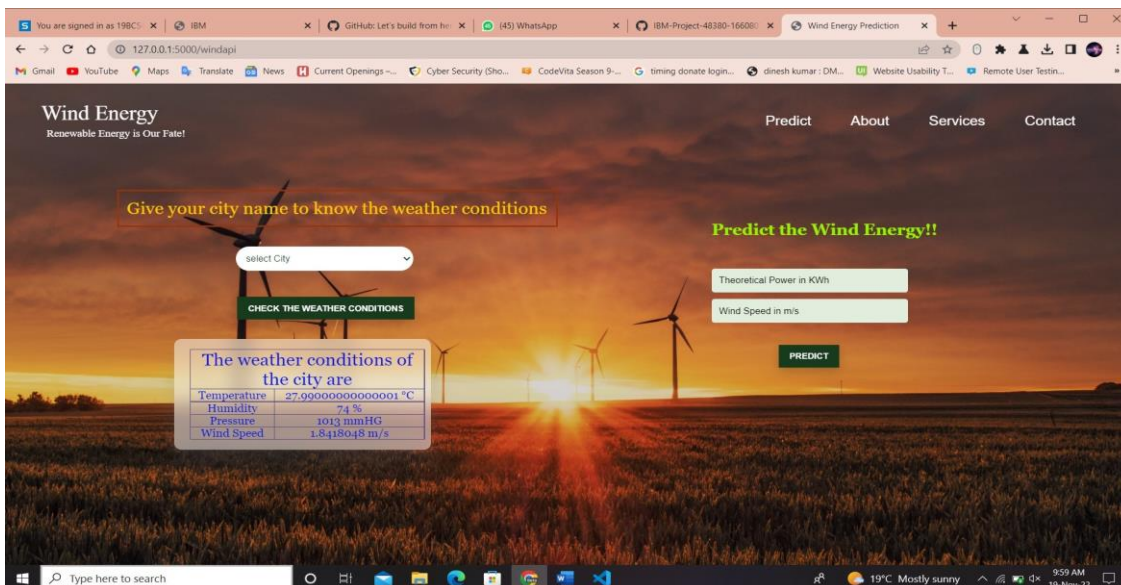 You are signed in as 19BCS
IBM
GitHub: Let's build from he
(45) WhatsApp
IBM-Project-48380-16608
Wind Energy Prediction
127.0.0.1:5000/windapi
Gmail
YouTube
Maps
Translate
News
Current Openings –...
Cyber Security (Sho...
CodeVita Season 9-...
timing donate login...
dinesh kumar : DM...
Website Usability T...
Remote User Testin...
Wind Energy
Renewable Energy is Our Fate!
Predict About Services Contact
Give your city name to know the weather conditions
select City
CHECK THE WEATHER CONDITIONS
The weather conditions of
the city are
Temperature 27.99000000000001 °C
Humidity 74 %
Pressure 1013 mmHG
Wind Speed 1.8418048 m/s
Predict the Wind Energy!!
Theoretical Power in KWh
Wind Speed in m/s
PREDICT
Type here to search
19°C Mostly sunny
9:59 AM
19-Nov-22